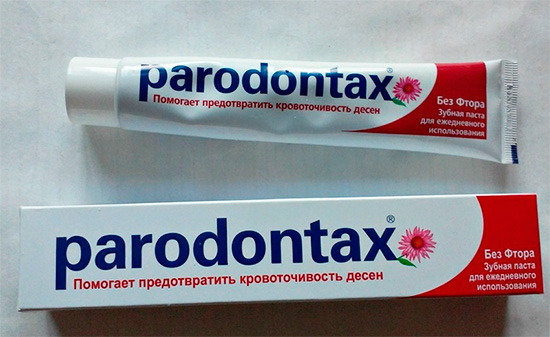 parodontax®
Помогает предотвратить кровоточивость десен
Без Фтора
Зубная паста
для ежедневного
использования
parodontax®
Помогает предотвратить кровоточивость десен
Без Фтора
Зубная паста
для ежедневного
использования